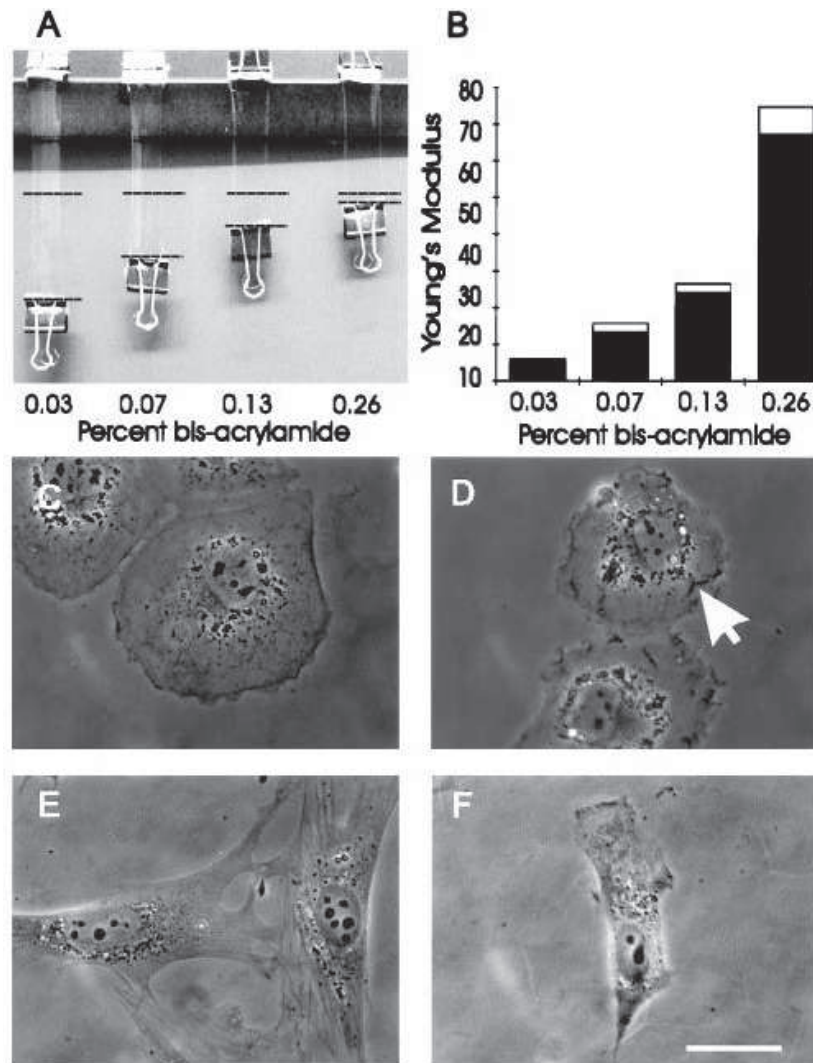 A
0.03 0.07 0.13 0.26
Percent bis-acrylamide
B
Young's Modulus
80
70
60
50
40
30
20
10
0.03 0.07 0.13 0.26
Percent bis-acrylamide
C
D
E
F